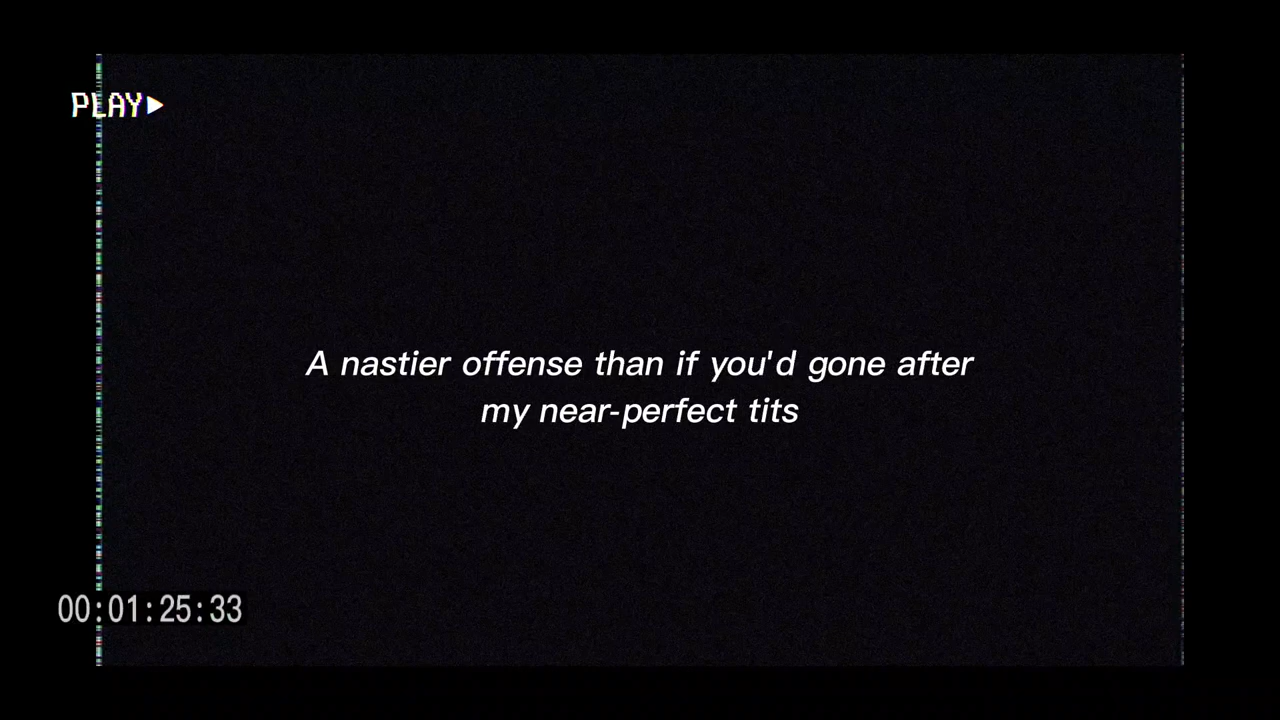 PLAY▶
A nastier offense than if you'd gone after
my near-perfect tits
00:01:25:33